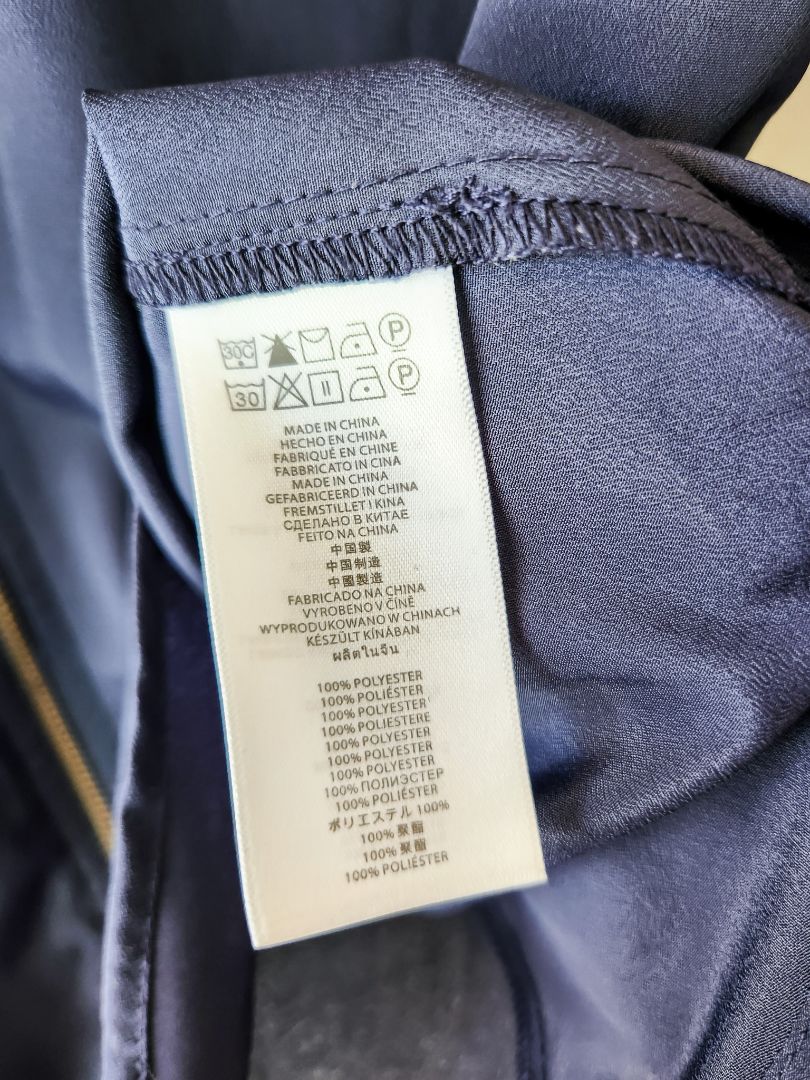 30C P
30 P
MADE IN CHINA
HECHO EN CHINA
FABRIQUÉ EN CHINE
FABBRICATO IN CINA
MADE IN CHINA
GEFABRICEERD IN CHINA
FREMSTILLET I KINA
СДЕЛАНО В КИТАЕ
FEITO NA CHINA
中国製
中国制造
中國製造
FABRICADO NA CHINA
VYROBENO V ČÍNĚ
WYPRODUKOWANO W CHINACH
KÉSZÜLT KÍNÁBAN
ผลิตในจีน
100% POLYESTER
100% POLIÉSTER
100% POLYESTER
100% POLIESTERE
100% POLYESTER
100% POLYESTER
100% POLYESTER
100% ПОЛИЭСТЕР
100% POLIÉSTER
ポリエステル 100%
100% 聚酯
100% 聚酯
100% POLIÉSTER